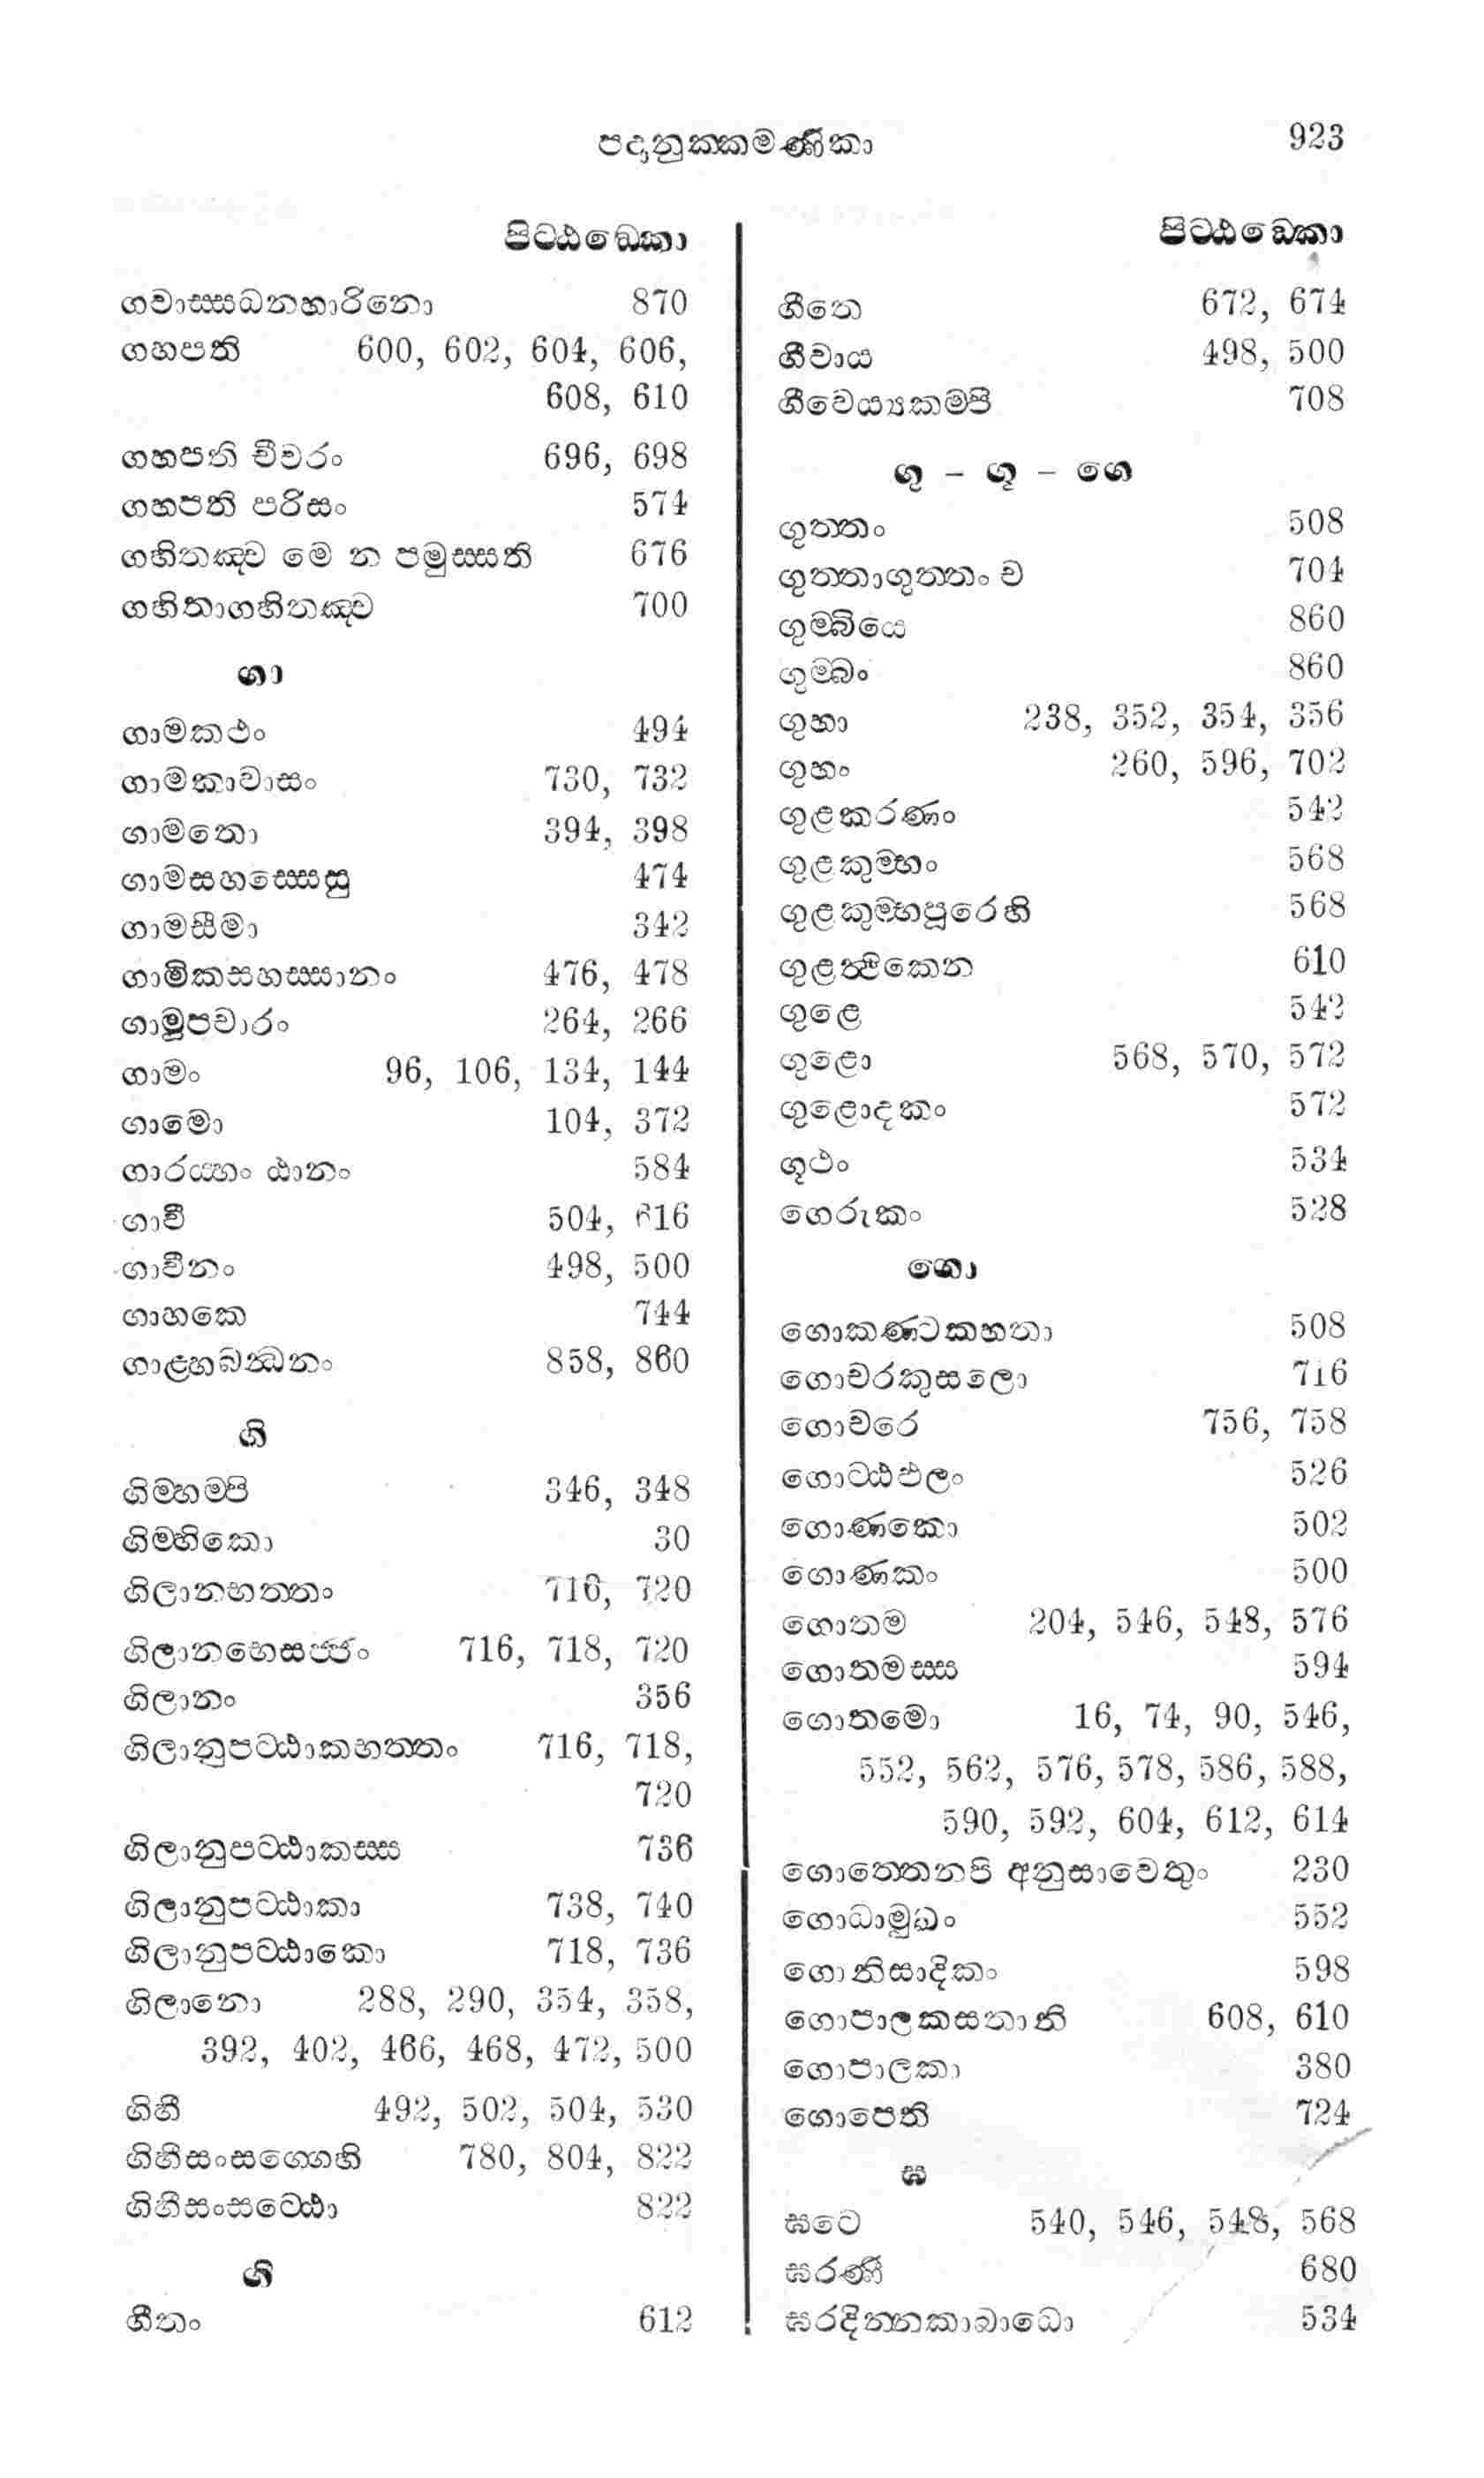 පදානුක්කමණිකා 923
පිට්ඨඞ්කො
ගවාස්සධනහාරිනො 870
ගහපති 600, 602, 604, 606,
608, 610
ගහපති චීවරං 696, 698
ගහපති පරිසං 574
ගහිතඤ්ච මෙ න පමුස්සති 676
ගහිතාගහිතඤ්ච 700
ගා
ගාමකථං 494
ගාමකාවාසං 730, 732
ගාමතො 394, 398
ගාමසහස්සෙසු 474
ගාමසීමා 342
ගාමිකසහස්සානං 476, 478
ගාමූපචාරං 264, 266
ගාමං 96, 106, 134, 144
ගාමො 104, 372
ගාරය්හං ඨානං 584
ගාවී 504, 616
ගාවීනං 498, 500
ගාහකෙ 744
ගාළ්හබන්ධනං 858, 860
ගි
ගිම්හම්පි 346, 348
ගිම්හිකො 30
ගිලානභත්තං 716, 720
ගිලානභෙසජ්ජං 716, 718, 720
ගිලානං 356
ගිලානුපට්ඨාකභත්තං 716, 718,
720
ගිලානුපට්ඨාකස්ස 736
ගිලානුපට්ඨාකා 738, 740
ගිලානුපට්ඨාකො 718, 736
ගිලානො 288, 290, 354, 358,
392, 402, 466, 468, 472, 500
ගිහී 492, 502, 504, 530
ගිහීසංසග්ගෙහි 780, 804, 822
ගිහීසංසට්ඨො 822
ගී
ගීතං 612
පිට්ඨඞ්කො
ගීතෙ 672, 674
ගීවාය 498, 500
ගීවෙය්‍යකම්පි 708
ගු – ගූ – ගෙ
ගුත්තං 508
ගුත්තාගුත්තං ච 704
ගුම්බියෙ 860
ගුම්බං 860
ගුහා 238, 352, 354, 356
ගුහං 260, 596, 702
ගුළකරණං 542
ගුළකුම්භං 568
ගුළකුම්භපූරෙහි 568
ගුළත්‍ථිකෙන 610
ගුළෙ 542
ගුළො 568, 570, 572
ගුළොදකං 572
ගූථං 534
ගෙරුකං 528
ගො
ගොකණ්ටකහතා 508
ගොචරකුසලො 716
ගොචරෙ 756, 758
ගොට්ඨඵලං 526
ගොණකො 502
ගොණකං 500
ගොතම 204, 546, 548, 576
ගොතමස්ස 594
ගොතමො 16, 74, 90, 546,
552, 562, 576, 578, 586, 588,
590, 592, 604, 612, 614
ගොත්තෙනපි අනුසාවෙතුං 230
ගොධාමුඛං 552
ගොනිසාදිකං 598
ගොපාලකසතානි 608, 610
ගොපාලකා 380
ගොපෙති 724
ඝ
ඝටෙ 540, 546, 548, 568
ඝරණී 680
ඝරදින්නකාබාධො 534